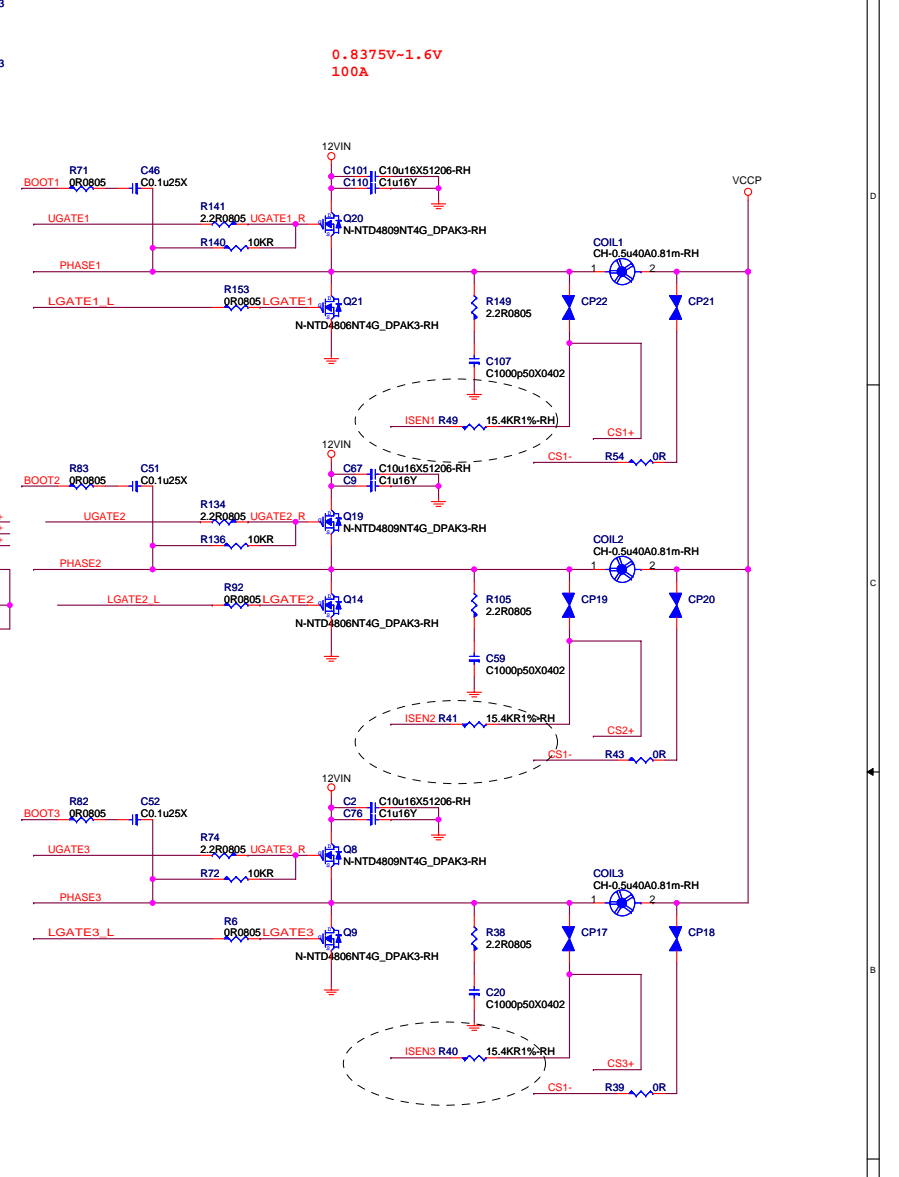 3
3
0.8375V~1.6V
100A
12VIN
R71
C46
C101 C10u16X51206-RH
BOOT1 0R0805 C0.1u25X
C110 C1u16Y
VCCP
D
R141
UGATE1 2.2R0805 UGATE1_R Q20
N-NTD4809NT4G_DPAK3-RH
R140 10KR
COIL1
CH-0.5u40A0.81m-RH
PHASE1
1 2
R153
LGATE1_L 0R0805 LGATE1 Q21
R149
2.2R0805
CP22
CP21
N-NTD4806NT4G_DPAK3-RH
C107
C1000p50X0402
ISEN1 R49 15.4KR1%-RH
CS1+
12VIN
CS1- R54 0R
R83
C51
C67 C10u16X51206-RH
BOOT2 0R0805 C0.1u25X
C9 C1u16Y
R134
UGATE2 2.2R0805 UGATE2_R Q19
N-NTD4809NT4G_DPAK3-RH
+
+
+
R136 10KR
COIL2
CH-0.5u40A0.81m-RH
PHASE2
1 2
C
R92
LGATE2_L 0R0805 LGATE2 Q14
R105
2.2R0805
CP19
CP20
N-NTD4806NT4G_DPAK3-RH
C59
C1000p50X0402
ISEN2 R41 15.4KR1%-RH
CS2+
CS1- R43 0R
12VIN
R82
C52
C2 C10u16X51206-RH
BOOT3 0R0805 C0.1u25X
C76 C1u16Y
R74
UGATE3 2.2R0805 UGATE3_R Q8
N-NTD4809NT4G_DPAK3-RH
R72 10KR
COIL3
CH-0.5u40A0.81m-RH
PHASE3
1 2
R6
LGATE3_L 0R0805 LGATE3 Q9
R38
2.2R0805
CP17
CP18
N-NTD4806NT4G_DPAK3-RH
B
C20
C1000p50X0402
ISEN3 R40 15.4KR1%-RH
CS3+
CS1- R39 0R